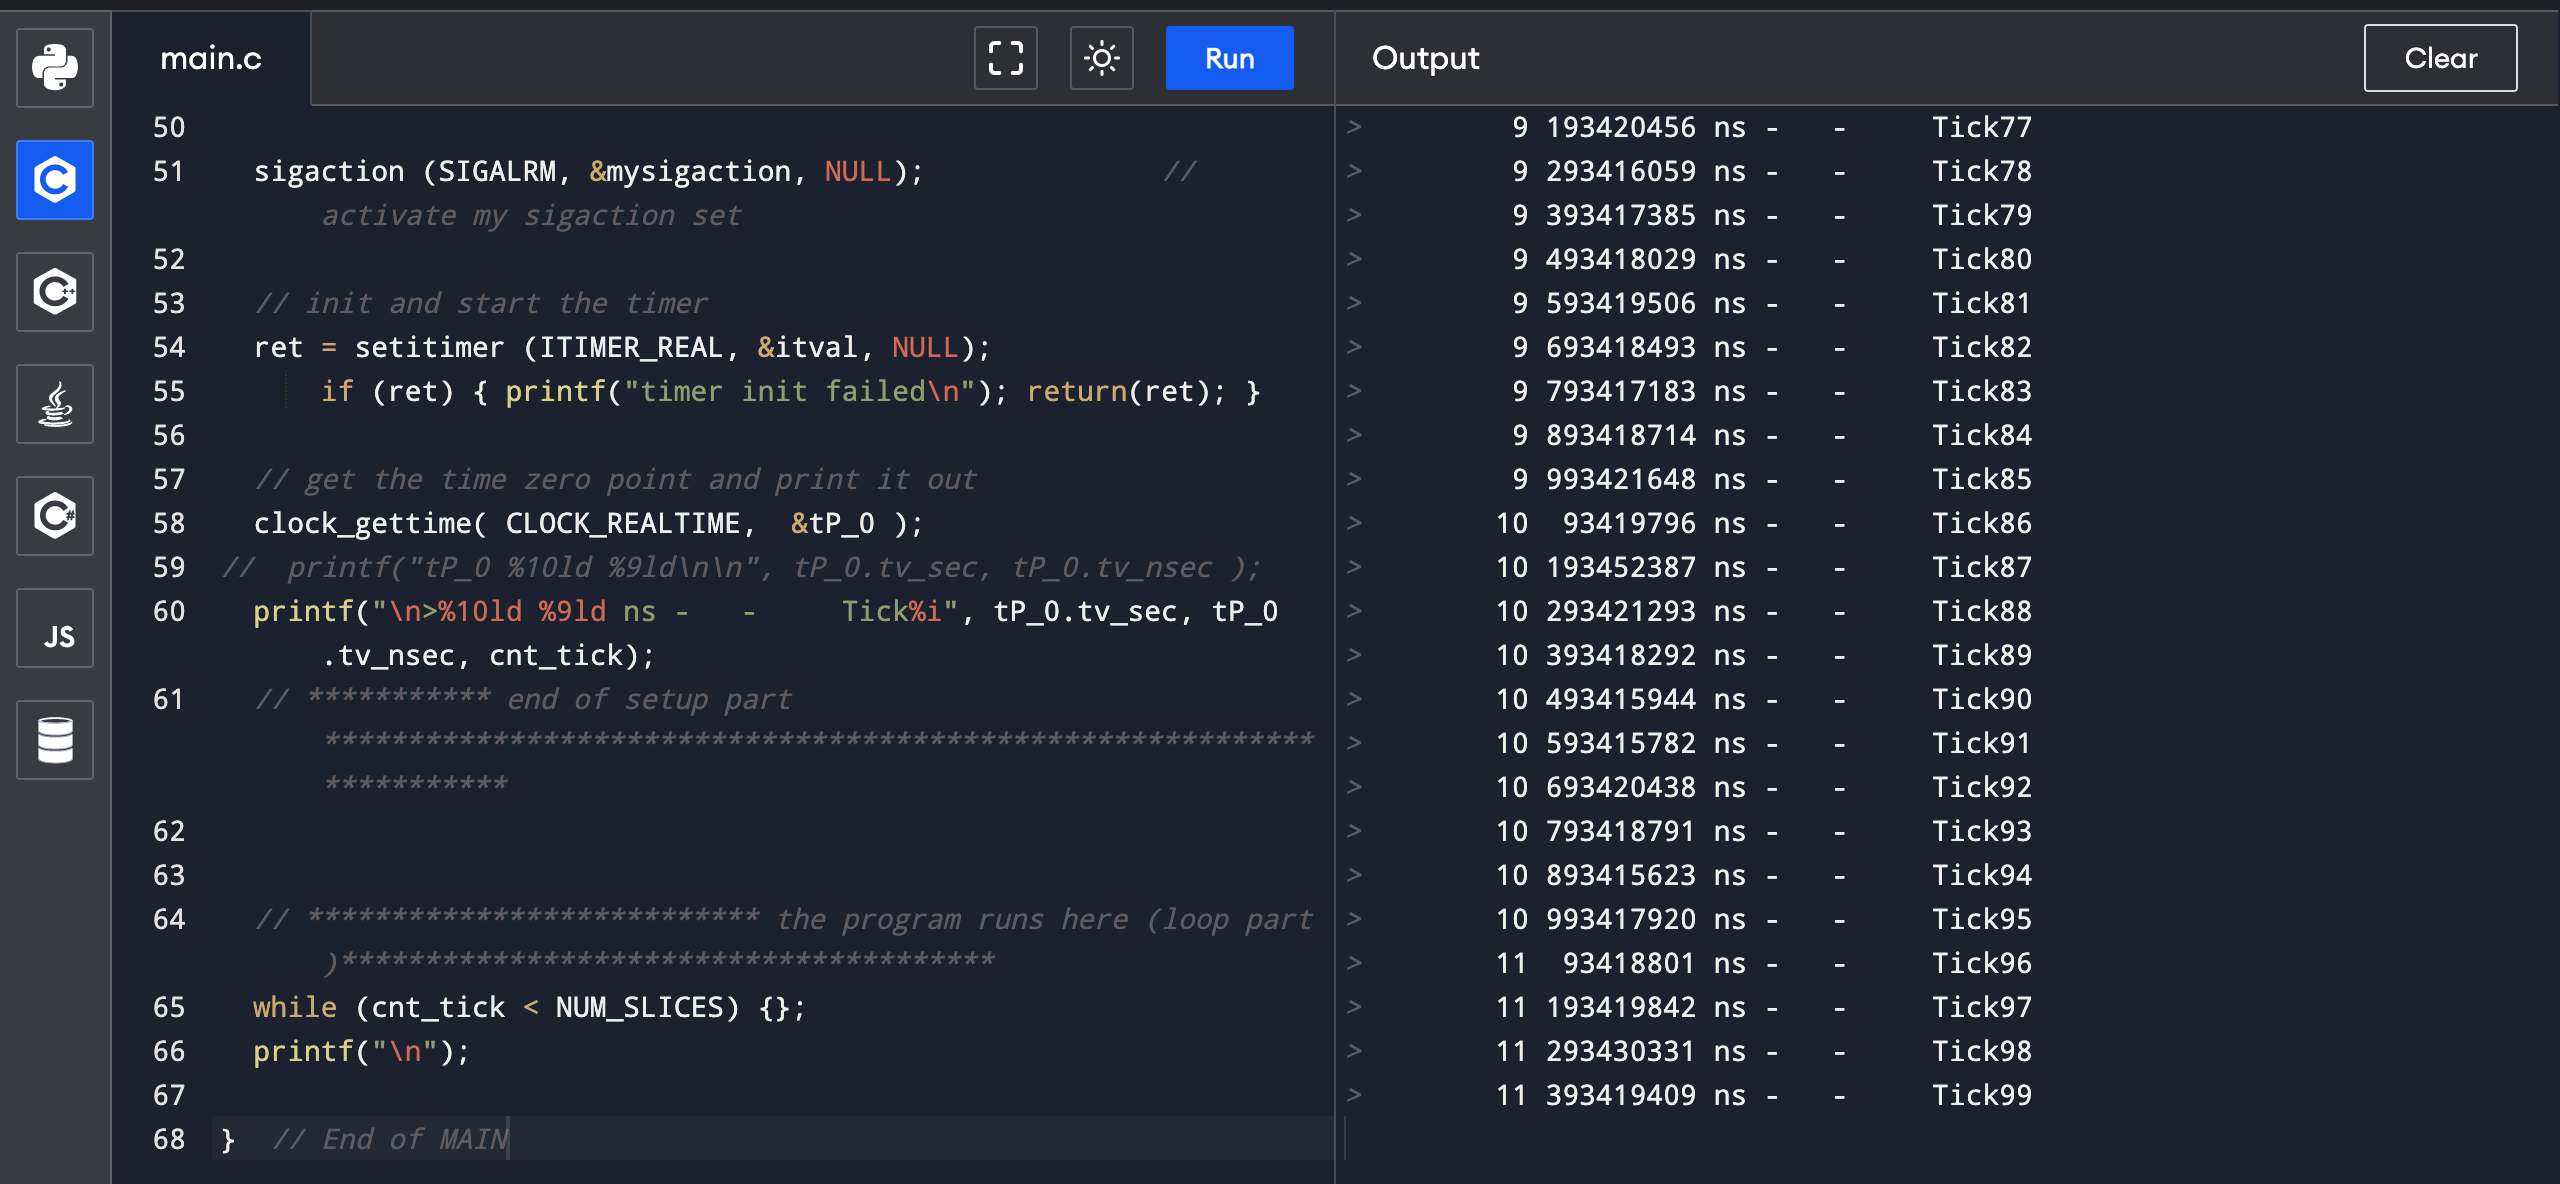 main.c
Run
Output
Clear
50
51 sigaction (SIGALRM, &mysigaction, NULL); //
activate my sigaction set
52
53 // init and start the timer
54 ret = setitimer (ITIMER_REAL, &itval, NULL);
55 if (ret) { printf("timer init failed\n"); return(ret); }
56
57 // get the time zero point and print it out
58 clock_gettime( CLOCK_REALTIME,  &tP_0 );
59 //  printf("tP_0 %10ld %9ld\n\n", tP_0.tv_sec, tP_0.tv_nsec );
60 printf("\n>%10ld %9ld ns -   -     Tick%i", tP_0.tv_sec, tP_0
.tv_nsec, cnt_tick);
61 // *********** end of setup part
***********************************************************
***********
62
63
64 // *************************** the program runs here (loop part
)***************************************
65 while (cnt_tick < NUM_SLICES) {};
66 printf("\n");
67
68 }  // End of MAIN
C
C++
C#
JS
>         9 193420456 ns -   -     Tick77
>         9 293416059 ns -   -     Tick78
>         9 393417385 ns -   -     Tick79
>         9 493418029 ns -   -     Tick80
>         9 593419506 ns -   -     Tick81
>         9 693418493 ns -   -     Tick82
>         9 793417183 ns -   -     Tick83
>         9 893418714 ns -   -     Tick84
>         9 993421648 ns -   -     Tick85
>        10  93419796 ns -   -     Tick86
>        10 193452387 ns -   -     Tick87
>        10 293421293 ns -   -     Tick88
>        10 393418292 ns -   -     Tick89
>        10 493415944 ns -   -     Tick90
>        10 593415782 ns -   -     Tick91
>        10 693420438 ns -   -     Tick92
>        10 793418791 ns -   -     Tick93
>        10 893415623 ns -   -     Tick94
>        10 993417920 ns -   -     Tick95
>        11  93418801 ns -   -     Tick96
>        11 193419842 ns -   -     Tick97
>        11 293430331 ns -   -     Tick98
>        11 393419409 ns -   -     Tick99